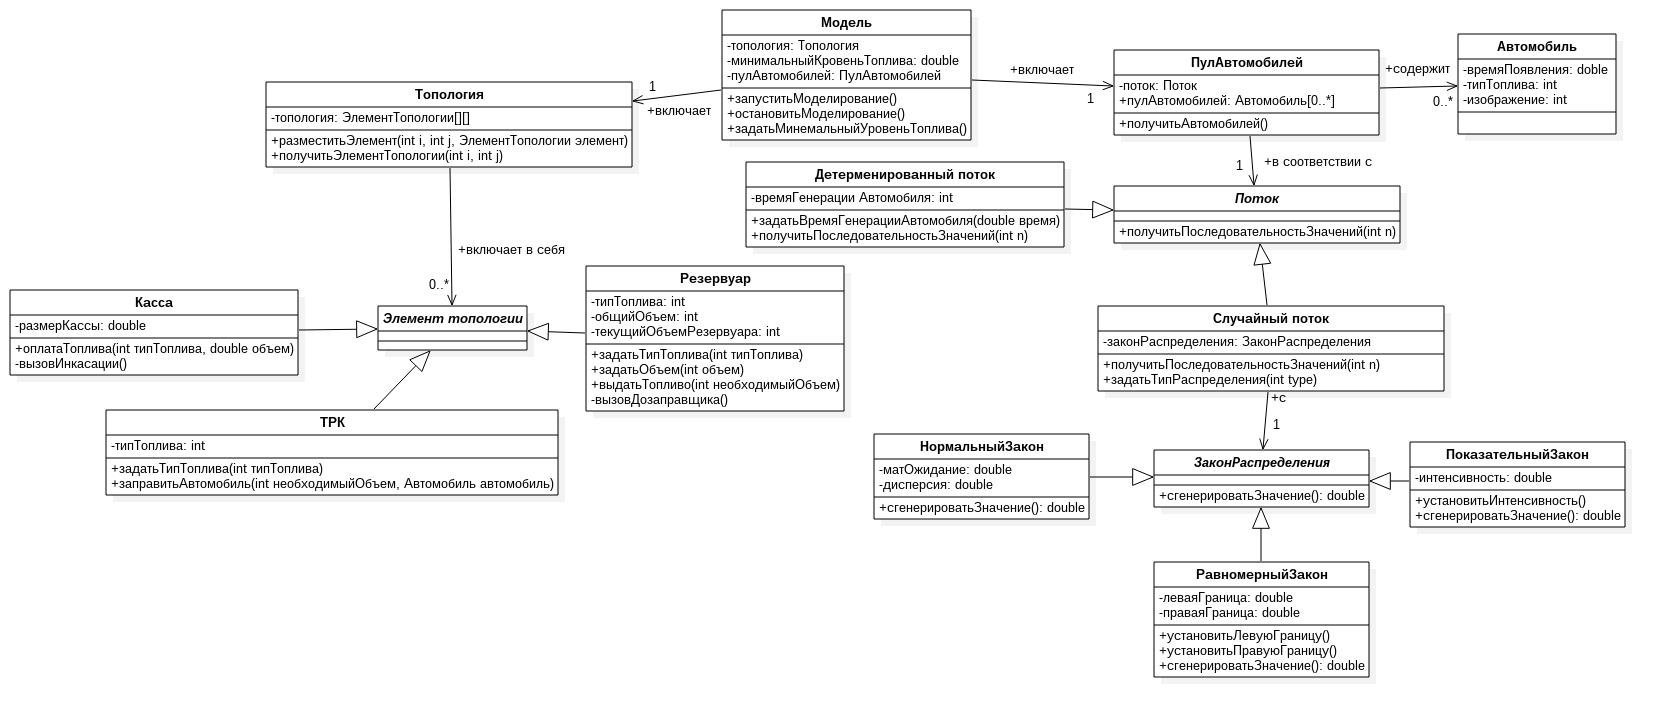 Модель
-топология: Топология
-минимальныйКровеньТоплива: double
-пулАвтомобилей: ПулАвтомобилей
+запуститьМоделирование()
+остановитьМоделирование()
+задатьМинемальныйУровеньТоплива()
+включает
1
ПулАвтомобилей
-поток: Поток
+пулАвтомобилей: Автомобиль[0..*]
+получитьАвтомобилей()
+содержит
0..*
Автомобиль
-времяПоявления: doble
-типТоплива: int
-изображение: int
1
+включает
Топология
-топология: ЭлементТопологии[][]
+разместитьЭлемент(int i, int j, ЭлементТопологии элемент)
+получитьЭлементТопологии(int i, int j)
1
+в соответствии с
Детерменированный поток
-времяГенерации Автомобиля: int
+задатьВремяГенерацииАвтомобиля(double время)
+получитьПоследовательностьЗначений(int n)
Поток
+получитьПоследовательностьЗначений(int n)
+включает в себя
0..*
Касса
-размерКассы: double
+оплатаТоплива(int типТоплива, double объем)
-вызовИнкасации()
Элемент топологии
Резервуар
-типТоплива: int
-общийОбъем: int
-текущийОбъемРезервуара: int
+задатьТипТоплива(int типТоплива)
+задатьОбъем(int объем)
+выдатьТопливо(int необходимыйОбъем)
-вызовДозаправщика()
Случайный поток
-законРаспределения: ЗаконРаспределения
+получитьПоследовательностьЗначений(int n)
+задатьТипРаспределения(int type)
+с
1
ТРК
-типТоплива: int
+задатьТипТоплива(int типТоплива)
+заправитьАвтомобиль(int необходимыйОбъем, Автомобиль автомобиль)
НормальныйЗакон
-матОжидание: double
-дисперсия: double
+сгенерироватьЗначение(): double
ЗаконРаспределения
+сгенерироватьЗначение(): double
ПоказательныйЗакон
-интенсивность: double
+установитьИнтенсивность()
+сгенерироватьЗначение(): double
РавномерныйЗакон
-леваяГраница: double
-праваяГраница: double
+установитьЛевуюГраницу()
+установитьПравуюГраницу()
+сгенерироватьЗначение(): double